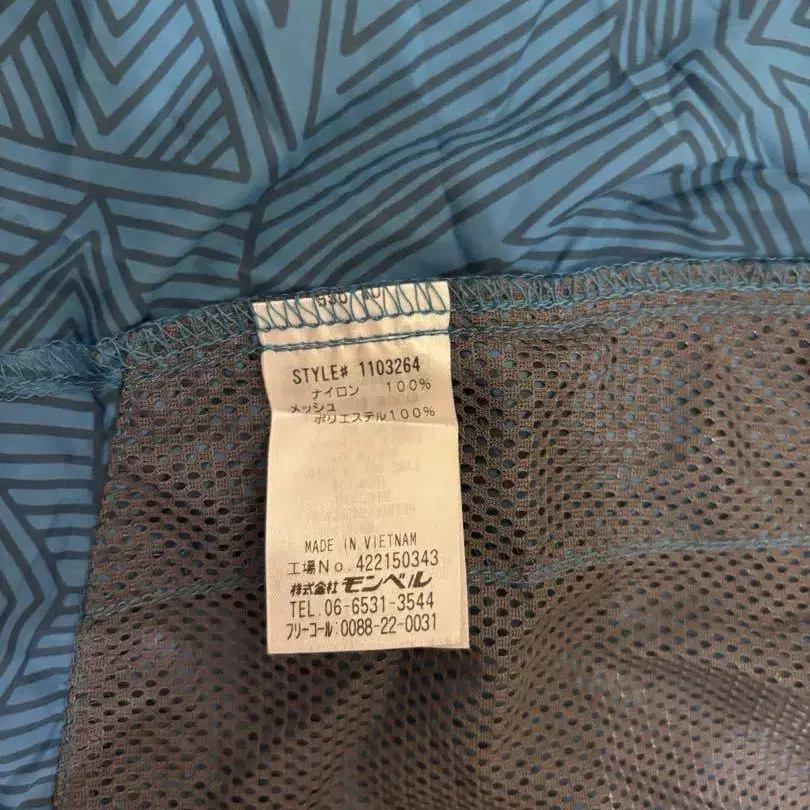 STYLE# 1103264
ナイロン 100%
メッシュ
ポリエステル100%
MADE IN VIETNAM
工場No.422150343
株式会社 モンベル
TEL.06-6531-3544
フリーコール:0088-22-0031